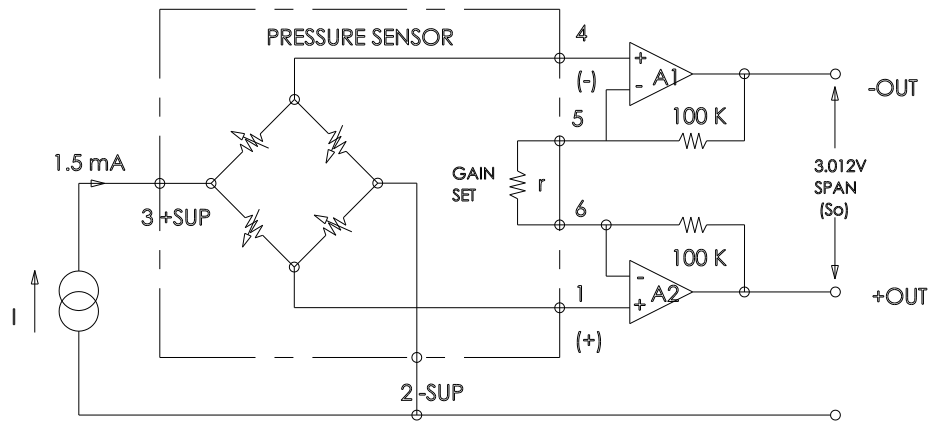 PRESSURE SENSOR
4
(-)
+
-
A1
-OUT
100 K
5
1.5 mA
GAIN
SET
r
3.012V
SPAN
(So)
3 +SUP
6
100 K
-
+
A2
+OUT
1
(+)
I
2 -SUP